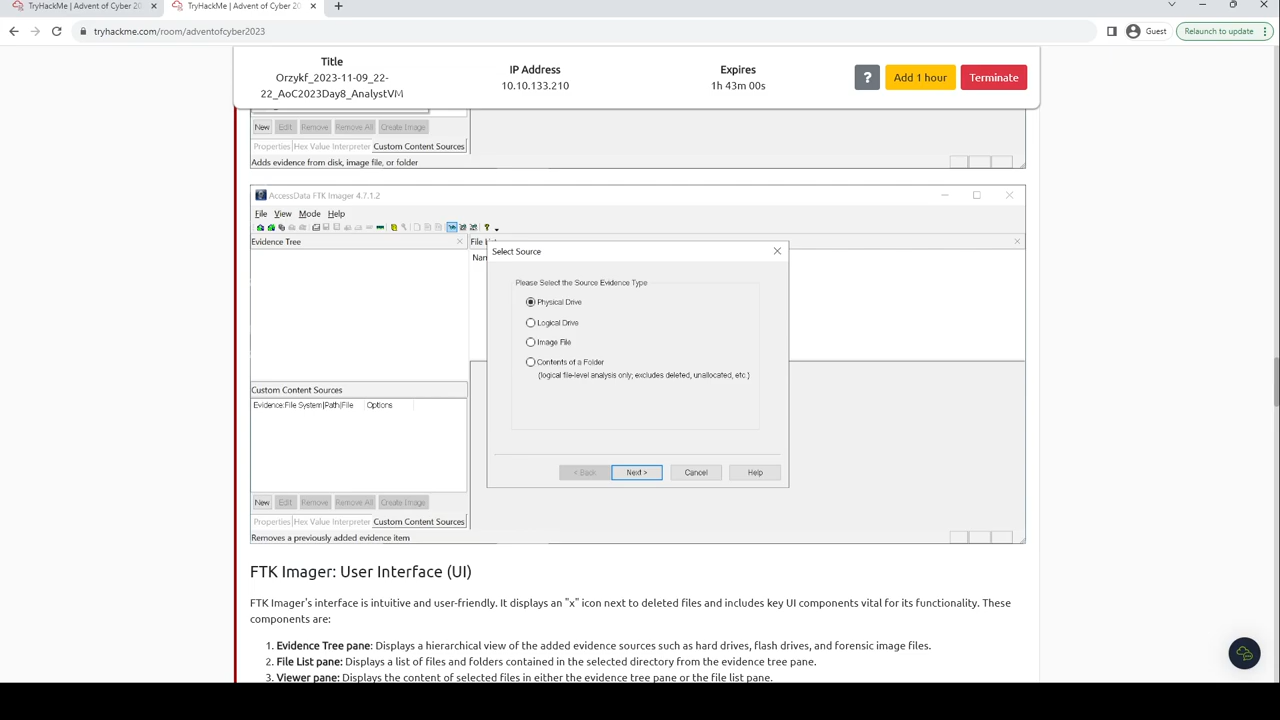 TryHackMe | Advent of Cyber 20
TryHackMe | Advent of Cyber 20
tryhackme.com/room/adventofcyber2023
Guest
Relaunch to update
Title
Orzykf_2023-11-09_22-
22_AoC2023Day8_AnalystVM
IP Address
10.10.133.210
Expires
1h 43m 00s
?
Add 1 hour
Terminate
New Edit Remove Remove All Create Image
Properties Hex Value Interpreter Custom Content Sources
Adds evidence from disk, image file, or folder
AccessData FTK Imager 4.7.1.2
File View Mode Help
Evidence Tree
File Li
Nan
Select Source
Please Select the Source Evidence Type
Physical Drive
Logical Drive
Image File
Contents of a Folder
(logical file-level analysis only; excludes deleted, unallocated, etc.)
< Back Next > Cancel Help
Custom Content Sources
Evidence:File System|Path|File Options
New Edit Remove Remove All Create Image
Properties Hex Value Interpreter Custom Content Sources
Removes a previously added evidence item
FTK Imager: User Interface (UI)
FTK Imager's interface is intuitive and user-friendly. It displays an "x" icon next to deleted files and includes key UI components vital for its functionality. These
components are:
1. Evidence Tree pane: Displays a hierarchical view of the added evidence sources such as hard drives, flash drives, and forensic image files.
2. File List pane: Displays a list of files and folders contained in the selected directory from the evidence tree pane.
3. Viewer pane: Displays the content of selected files in either the evidence tree pane or the file list pane.